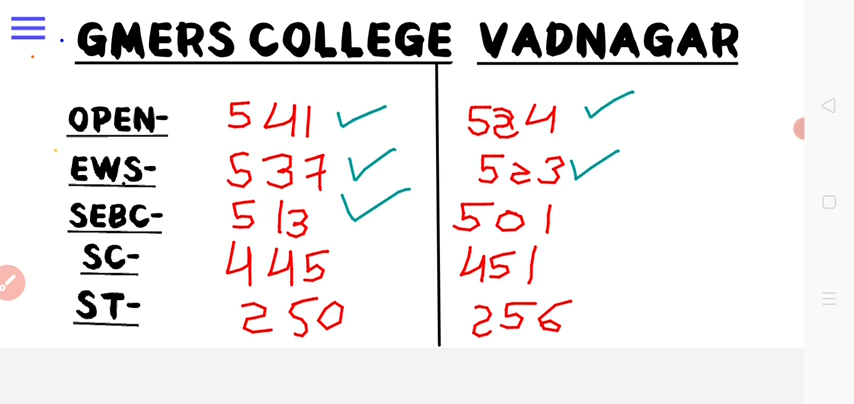 GMERS COLLEGE VADNAGAR
OPEN- 541 524
EWS- 537 523
SEBC- 513 501
SC- 445 451
ST- 250 256